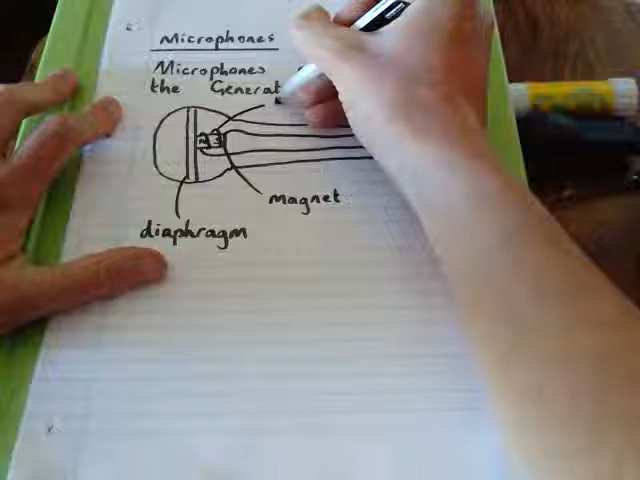 Microphones
Microphones
the Generat
N S
magnet
diaphragm